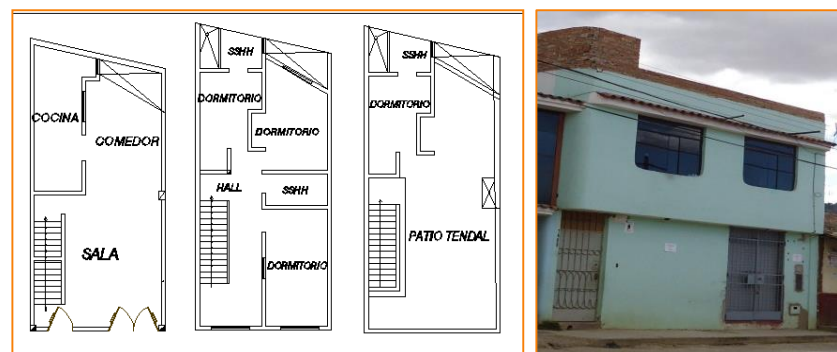 COCINA
COMEDOR
SALA
SSHH
DORMITORIO
DORMITORIO
HALL
SSHH
DORMITORIO
SSHH
DORMITORIO
PATIO TENDAL